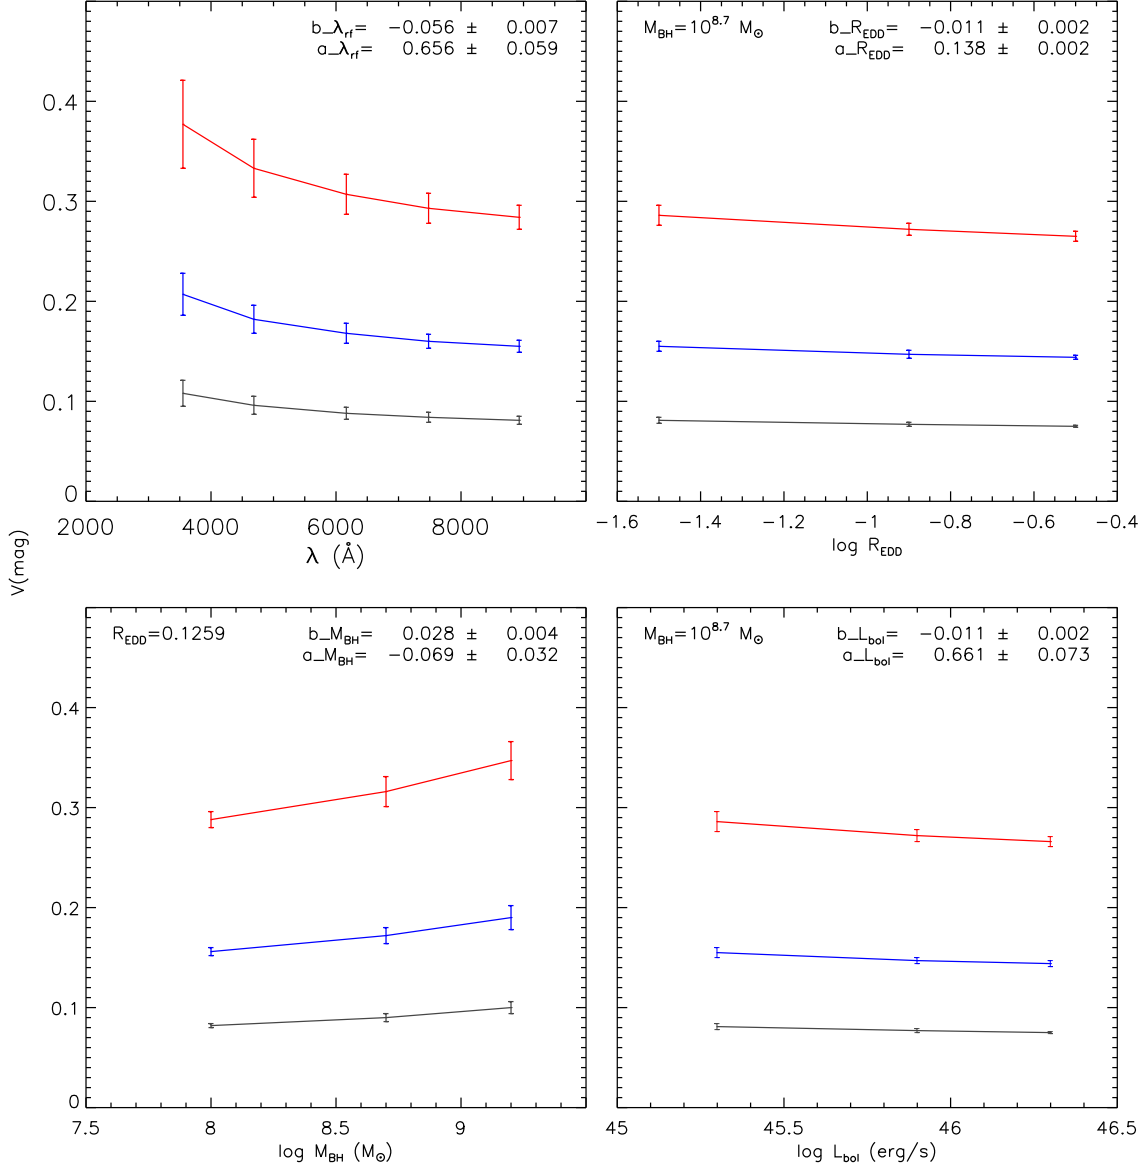 b_λrf= −0.056 ± 0.007
a_λrf= 0.656 ± 0.059
0.4
0.3
0.2
0.1
0
2000 4000 6000 8000
λ (Å)
MBH=10^8.7 M⊙ b_REDD= −0.011 ± 0.002
a_REDD= 0.138 ± 0.002
−1.6 −1.4 −1.2 −1 −0.8 −0.6 −0.4
log REDD
V(mag)
REDD=0.1259 b_MBH= 0.028 ± 0.004
a_MBH= −0.069 ± 0.032
0.4
0.3
0.2
0.1
0
7.5 8 8.5 9
log MBH (M⊙)
MBH=10^8.7 M⊙ b_Lbol= −0.011 ± 0.002
a_Lbol= 0.661 ± 0.073
45 45.5 46 46.5
log Lbol (erg/s)